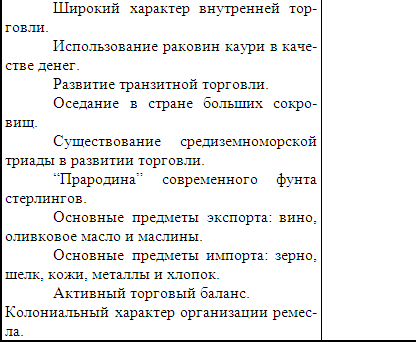 Широкий характер внутренней тор-
говли.
Использование раковин каури в каче-
стве денег.
Развитие транзитной торговли.
Оседание в стране больших сокро-
вищ.
Существование средиземноморской
триады в развитии торговли.
“Прародина” современного фунта
стерлингов.
Основные предметы экспорта: вино,
оливковое масло и маслины.
Основные предметы импорта: зерно,
шелк, кожи, металлы и хлопок.
Активный торговый баланс.
Колониальный характер организации ремес-
ла.